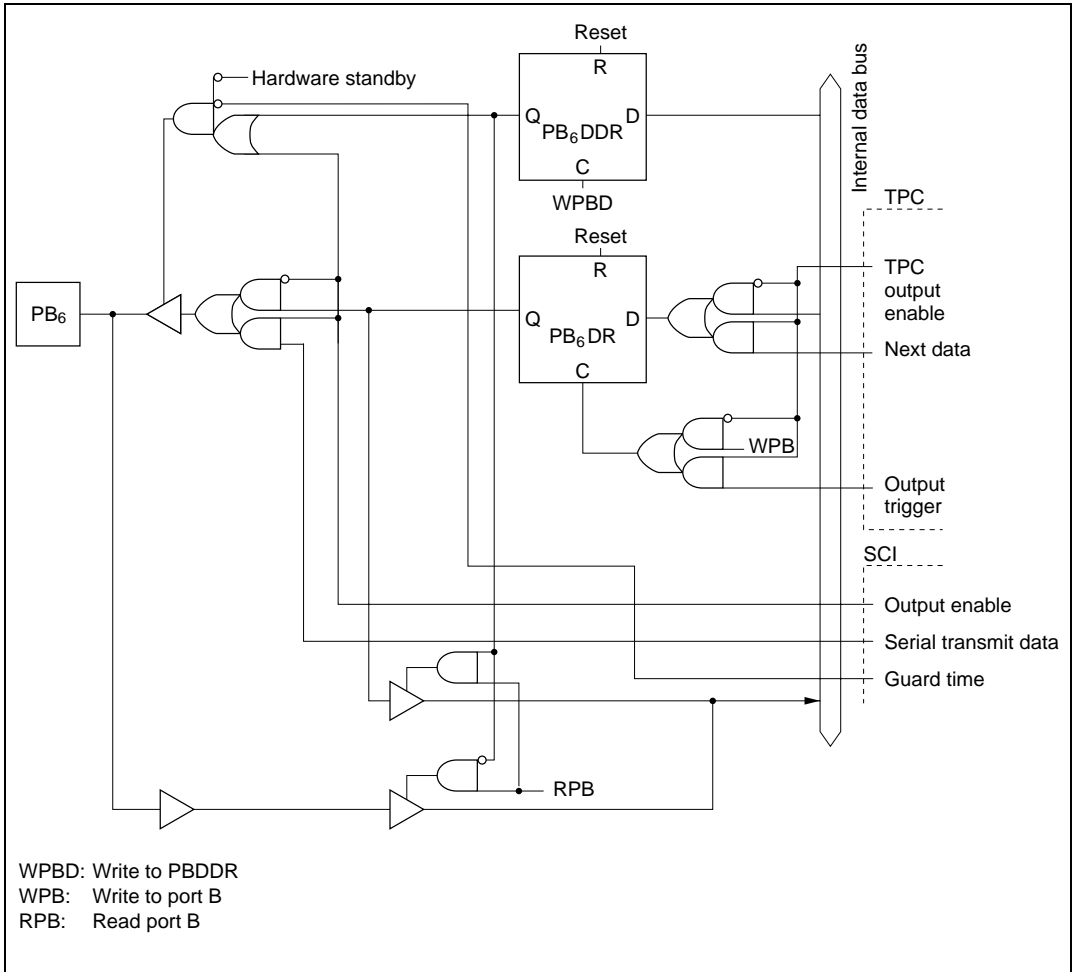 Reset
R
Hardware standby
Q
D
PB6DDR
C
WPBD
Internal data bus
TPC
Reset
R
TPC
output
enable
PB6
Q
D
PB6DR
Next data
C
WPB
Output
trigger
SCI
Output enable
Serial transmit data
Guard time
RPB
WPBD: Write to PBDDR
WPB: Write to port B
RPB: Read port B